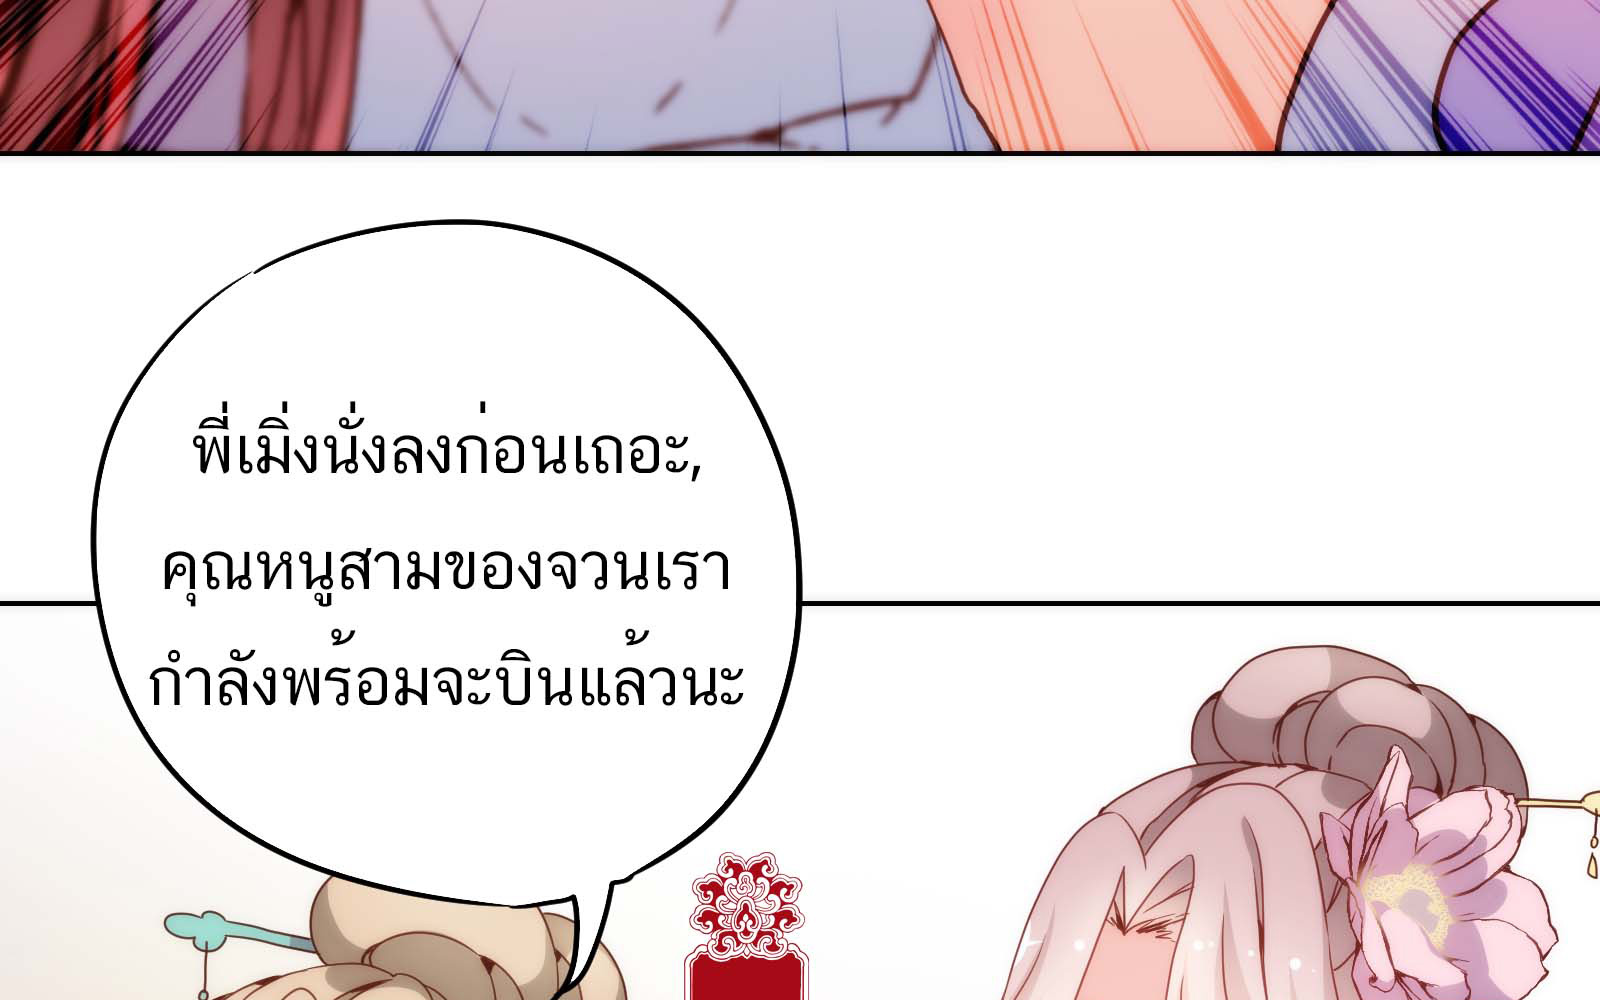 พี่เมิ่งนั่งลงก่อนเถอะ,
คุณหนูสามของจวนเรา
กำลังพร้อมจะบินแล้วนะ